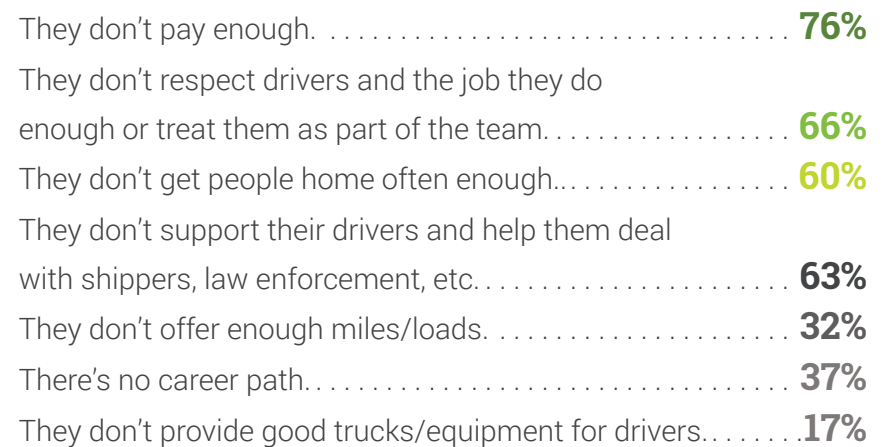 They don’t pay enough. . . . . . . . . . . . . . . . . . . . . . . . . . . . . . . . 76%
They don’t respect drivers and the job they do
enough or treat them as part of the team. . . . . . . . . . . . . . . . . 66%
They don’t get people home often enough.. . . . . . . . . . . . . . . . . 60%
They don’t support their drivers and help them deal
with shippers, law enforcement, etc. . . . . . . . . . . . . . . . . . . . . . 63%
They don’t offer enough miles/loads. . . . . . . . . . . . . . . . . . . . . 32%
There’s no career path. . . . . . . . . . . . . . . . . . . . . . . . . . . . . . . . 37%
They don’t provide good trucks/equipment for drivers. . . . . . .17%